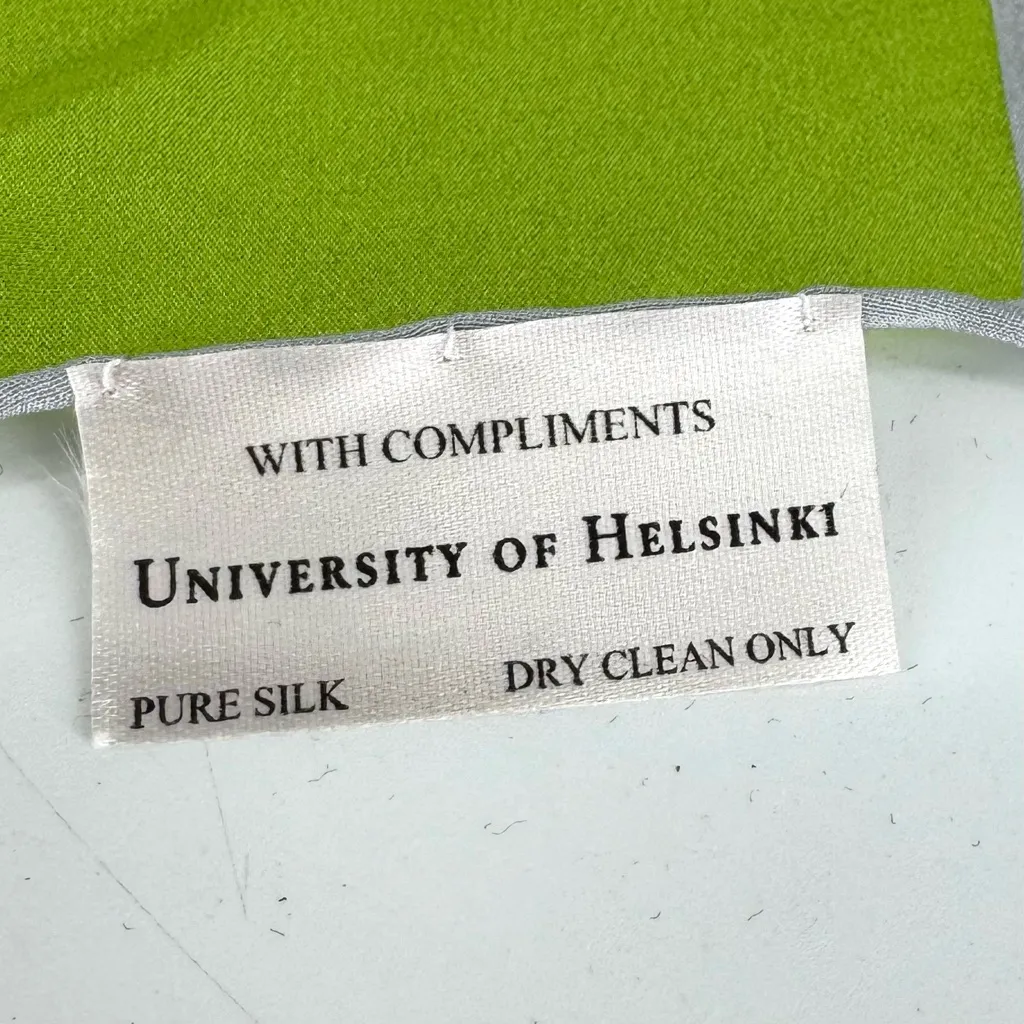 WITH COMPLIMENTS
UNIVERSITY OF HELSINKI
PURE SILK DRY CLEAN ONLY